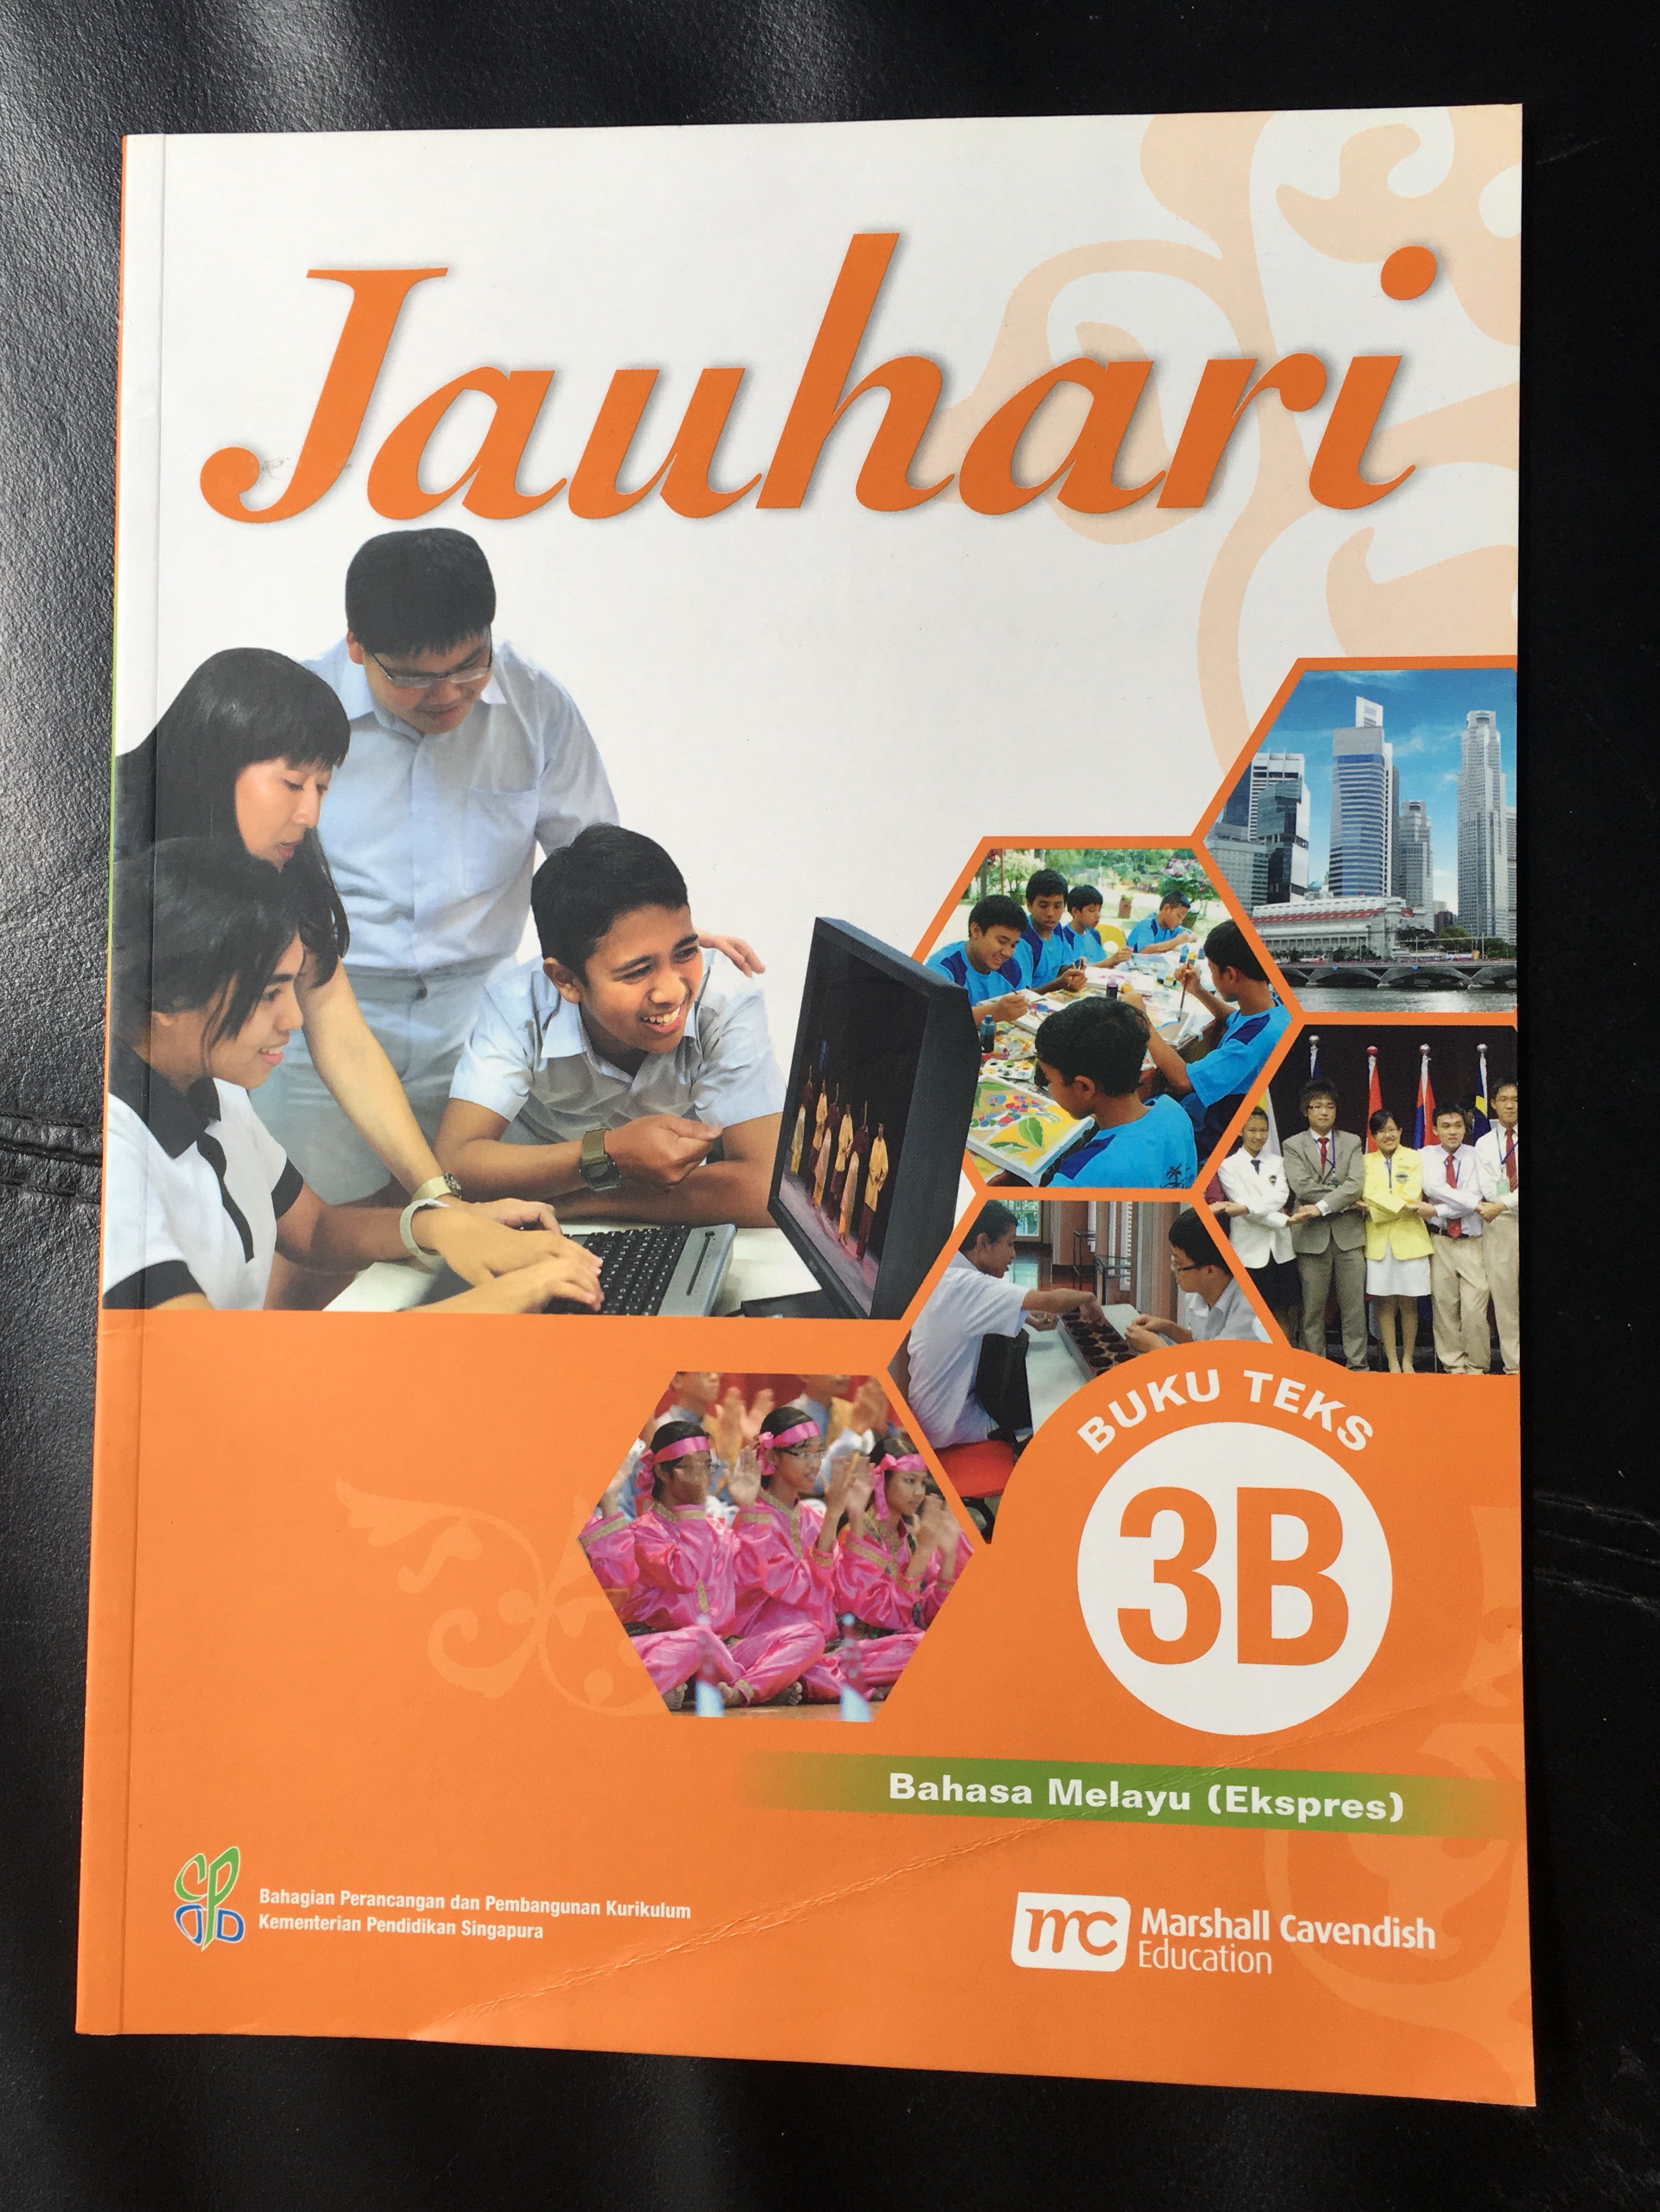 Jauhari
BUKU TEKS
3B
Bahasa Melayu (Ekspres)
CPDD
Bahagian Perancangan dan Pembangunan Kurikulum
Kementerian Pendidikan Singapura
mc
Marshall Cavendish
Education